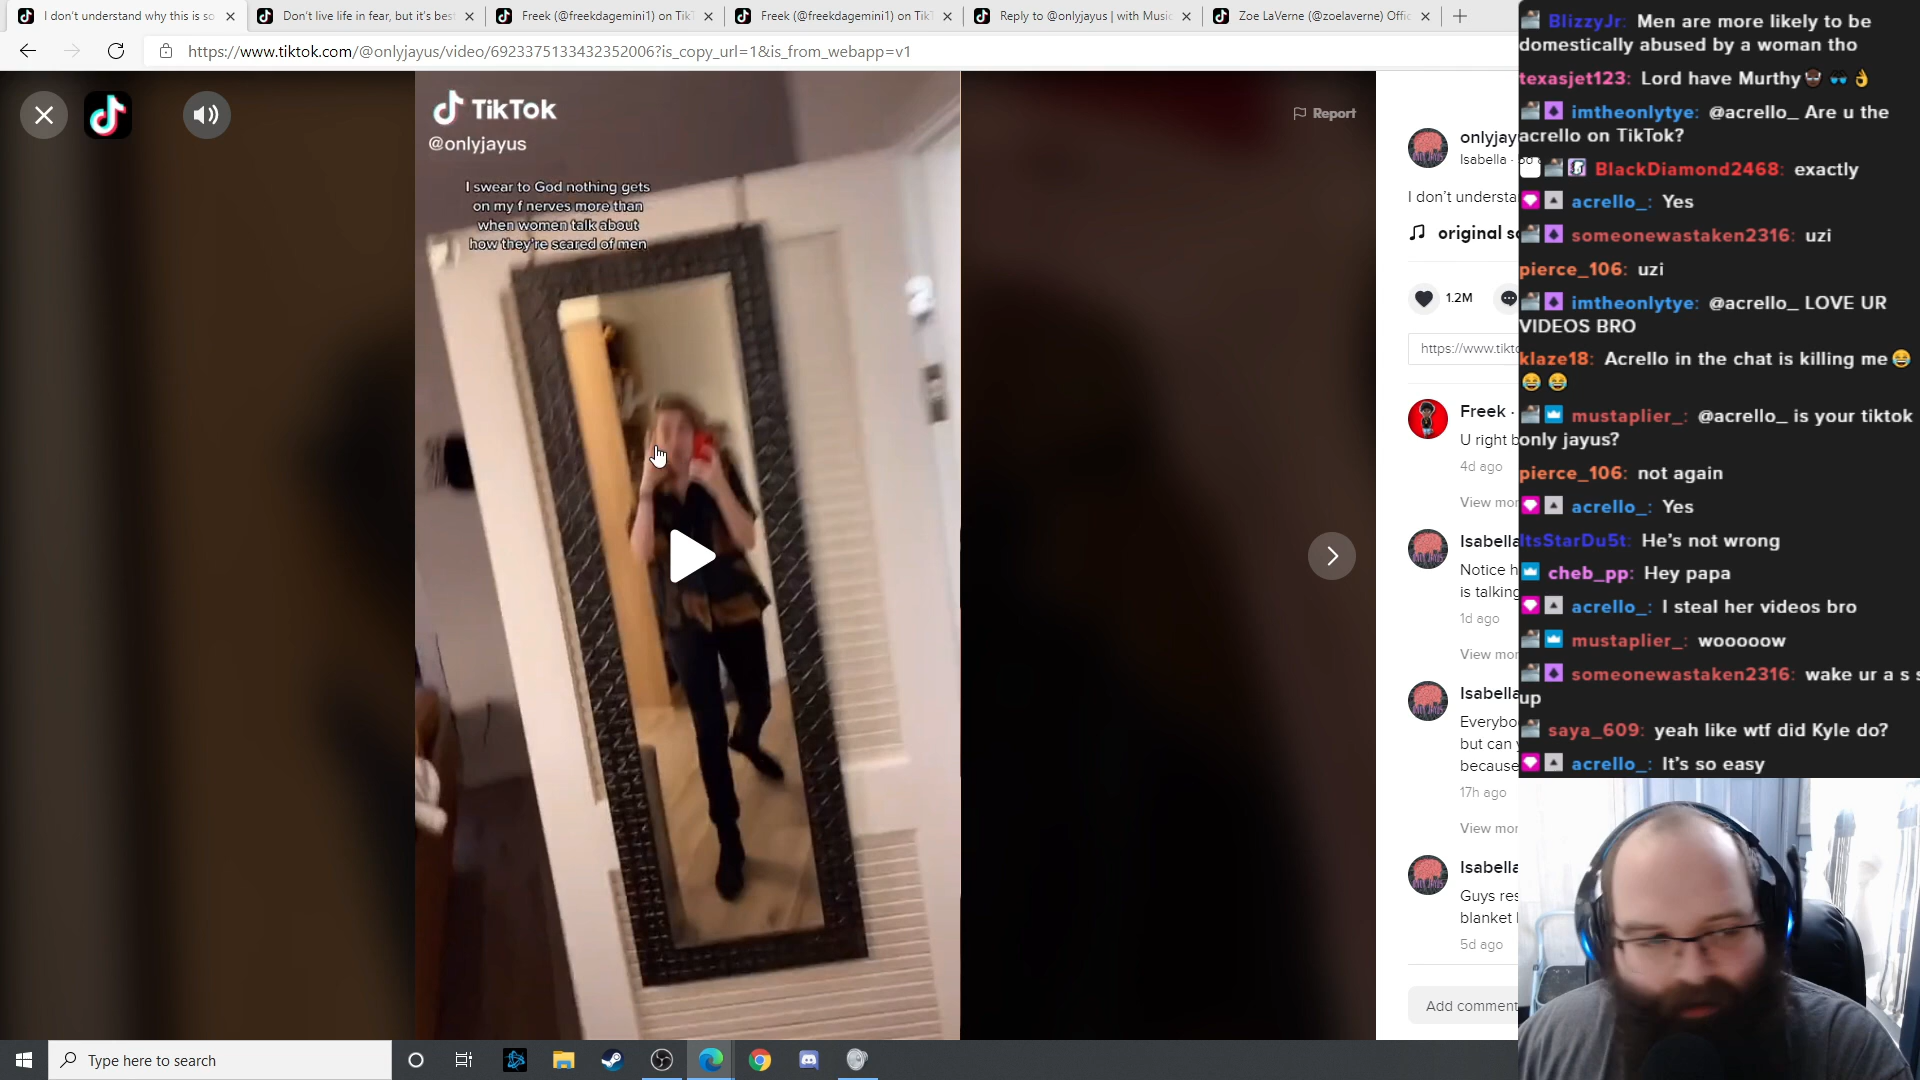 I don't understand why this is so
Don't live life in fear, but it's best
Freek (@freekdagemini1) on Tik
Freek (@freekdagemini1) on TikT
Reply to @onlyjayus | with Music
Zoe LaVerne (@zoelaverne) Offic
https://www.tiktok.com/@onlyjayus/video/6923375133432352006?is_copy_url=1&is_from_webapp=v1
TikTok
@onlyjayus
Report
I swear to God nothing gets
on my f nerves more than
when women talk about
how they're scared of men
onlyjay
Isabella ·
I don't understa
original s
1.2M
https://www.tikt
Freek ·
U right b
4d ago
View mor
Isabella
Notice h
is talking
1d ago
View mor
Isabella
Everybo
but can y
because
17h ago
View mor
Isabella
Guys res
blanket
5d ago
Add comment
BlizzyJr: Men are more likely to be
domestically abused by a woman tho
texasjet123: Lord have Murthy
imtheonlytye: @acrello_ Are u the
acrello on TikTok?
BlackDiamond2468: exactly
acrello_: Yes
someonewastaken2316: uzi
pierce_106: uzi
imtheonlytye: @acrello_ LOVE UR
VIDEOS BRO
klaze18: Acrello in the chat is killing me😂
😂 😂
mustaplier_: @acrello_ is your tiktok
only jayus?
pierce_106: not again
acrello_: Yes
ItsStarDu5t: He's not wrong
cheb_pp: Hey papa
acrello_: I steal her videos bro
mustaplier_: wooooow
someonewastaken2316: wake ur a s s
up
saya_609: yeah like wtf did Kyle do?
acrello_: It's so easy
Type here to search